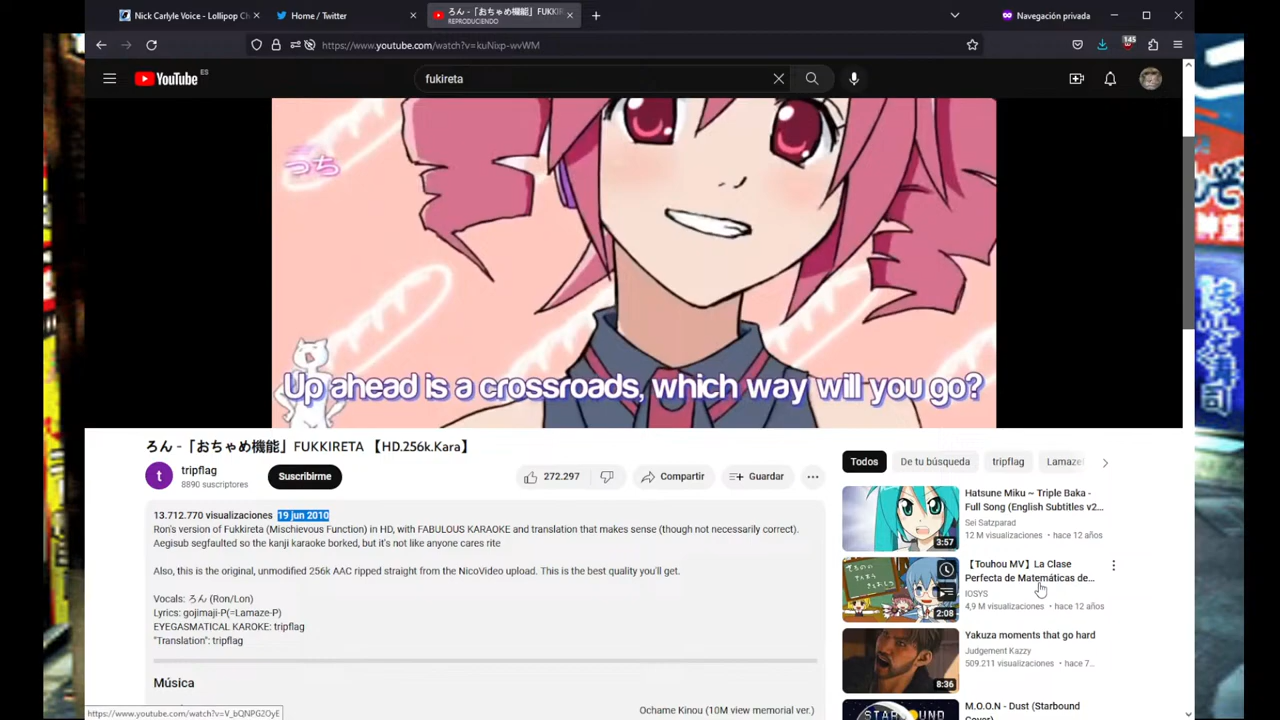 Nick Carlyle Voice - Lollipop Ch
Home / Twitter
ろん -「おちゃめ機能」FUKKI
REPRODUCIENDO
Navegación privada
https://www.youtube.com/watch?v=kuNixp-wvWM
145
YouTube ES
fukireta
っち
Up ahead is a crossroads, which way will you go?
ろん -「おちゃめ機能」FUKKIRETA 【HD.256k.Kara】
t
tripflag
8890 suscriptores
Suscribirme
272.297
Compartir
Guardar
13.712.770 visualizaciones 19 jun 2010
Ron's version of Fukkireta (Mischievous Function) in HD, with FABULOUS KARAOKE and translation that makes sense (though not necessarily correct).
Aegisub segfaulted so the kanji karaoke borked, but it's not like anyone cares rite
Also, this is the original, unmodified 256k AAC ripped straight from the NicoVideo upload. This is the best quality you'll get.
Vocals: ろん (Ron/Lon)
Lyrics: gojimaji-P(=Lamaze-P)
EYEGASMATICAL KAROKE: tripflag
"Translation": tripflag
Música
Ochame Kinou (10M view memorial ver.)
Todos
De tu búsqueda
tripflag
Lamaze
Hatsune Miku ~ Triple Baka -
Full Song (English Subtitles v2...
Sei Satzparad
12 M visualizaciones • hace 12 años
3:57
【Touhou MV】La Clase
Perfecta de Matemáticas de...
IOSYS
4,9 M visualizaciones • hace 12 años
2:08
Yakuza moments that go hard
Judgement Kazzy
509.211 visualizaciones • hace 7...
8:36
M.O.O.N - Dust (Starbound
Cover)
STARBOUND
https://www.youtube.com/watch?v=V_bQNPG2OyE